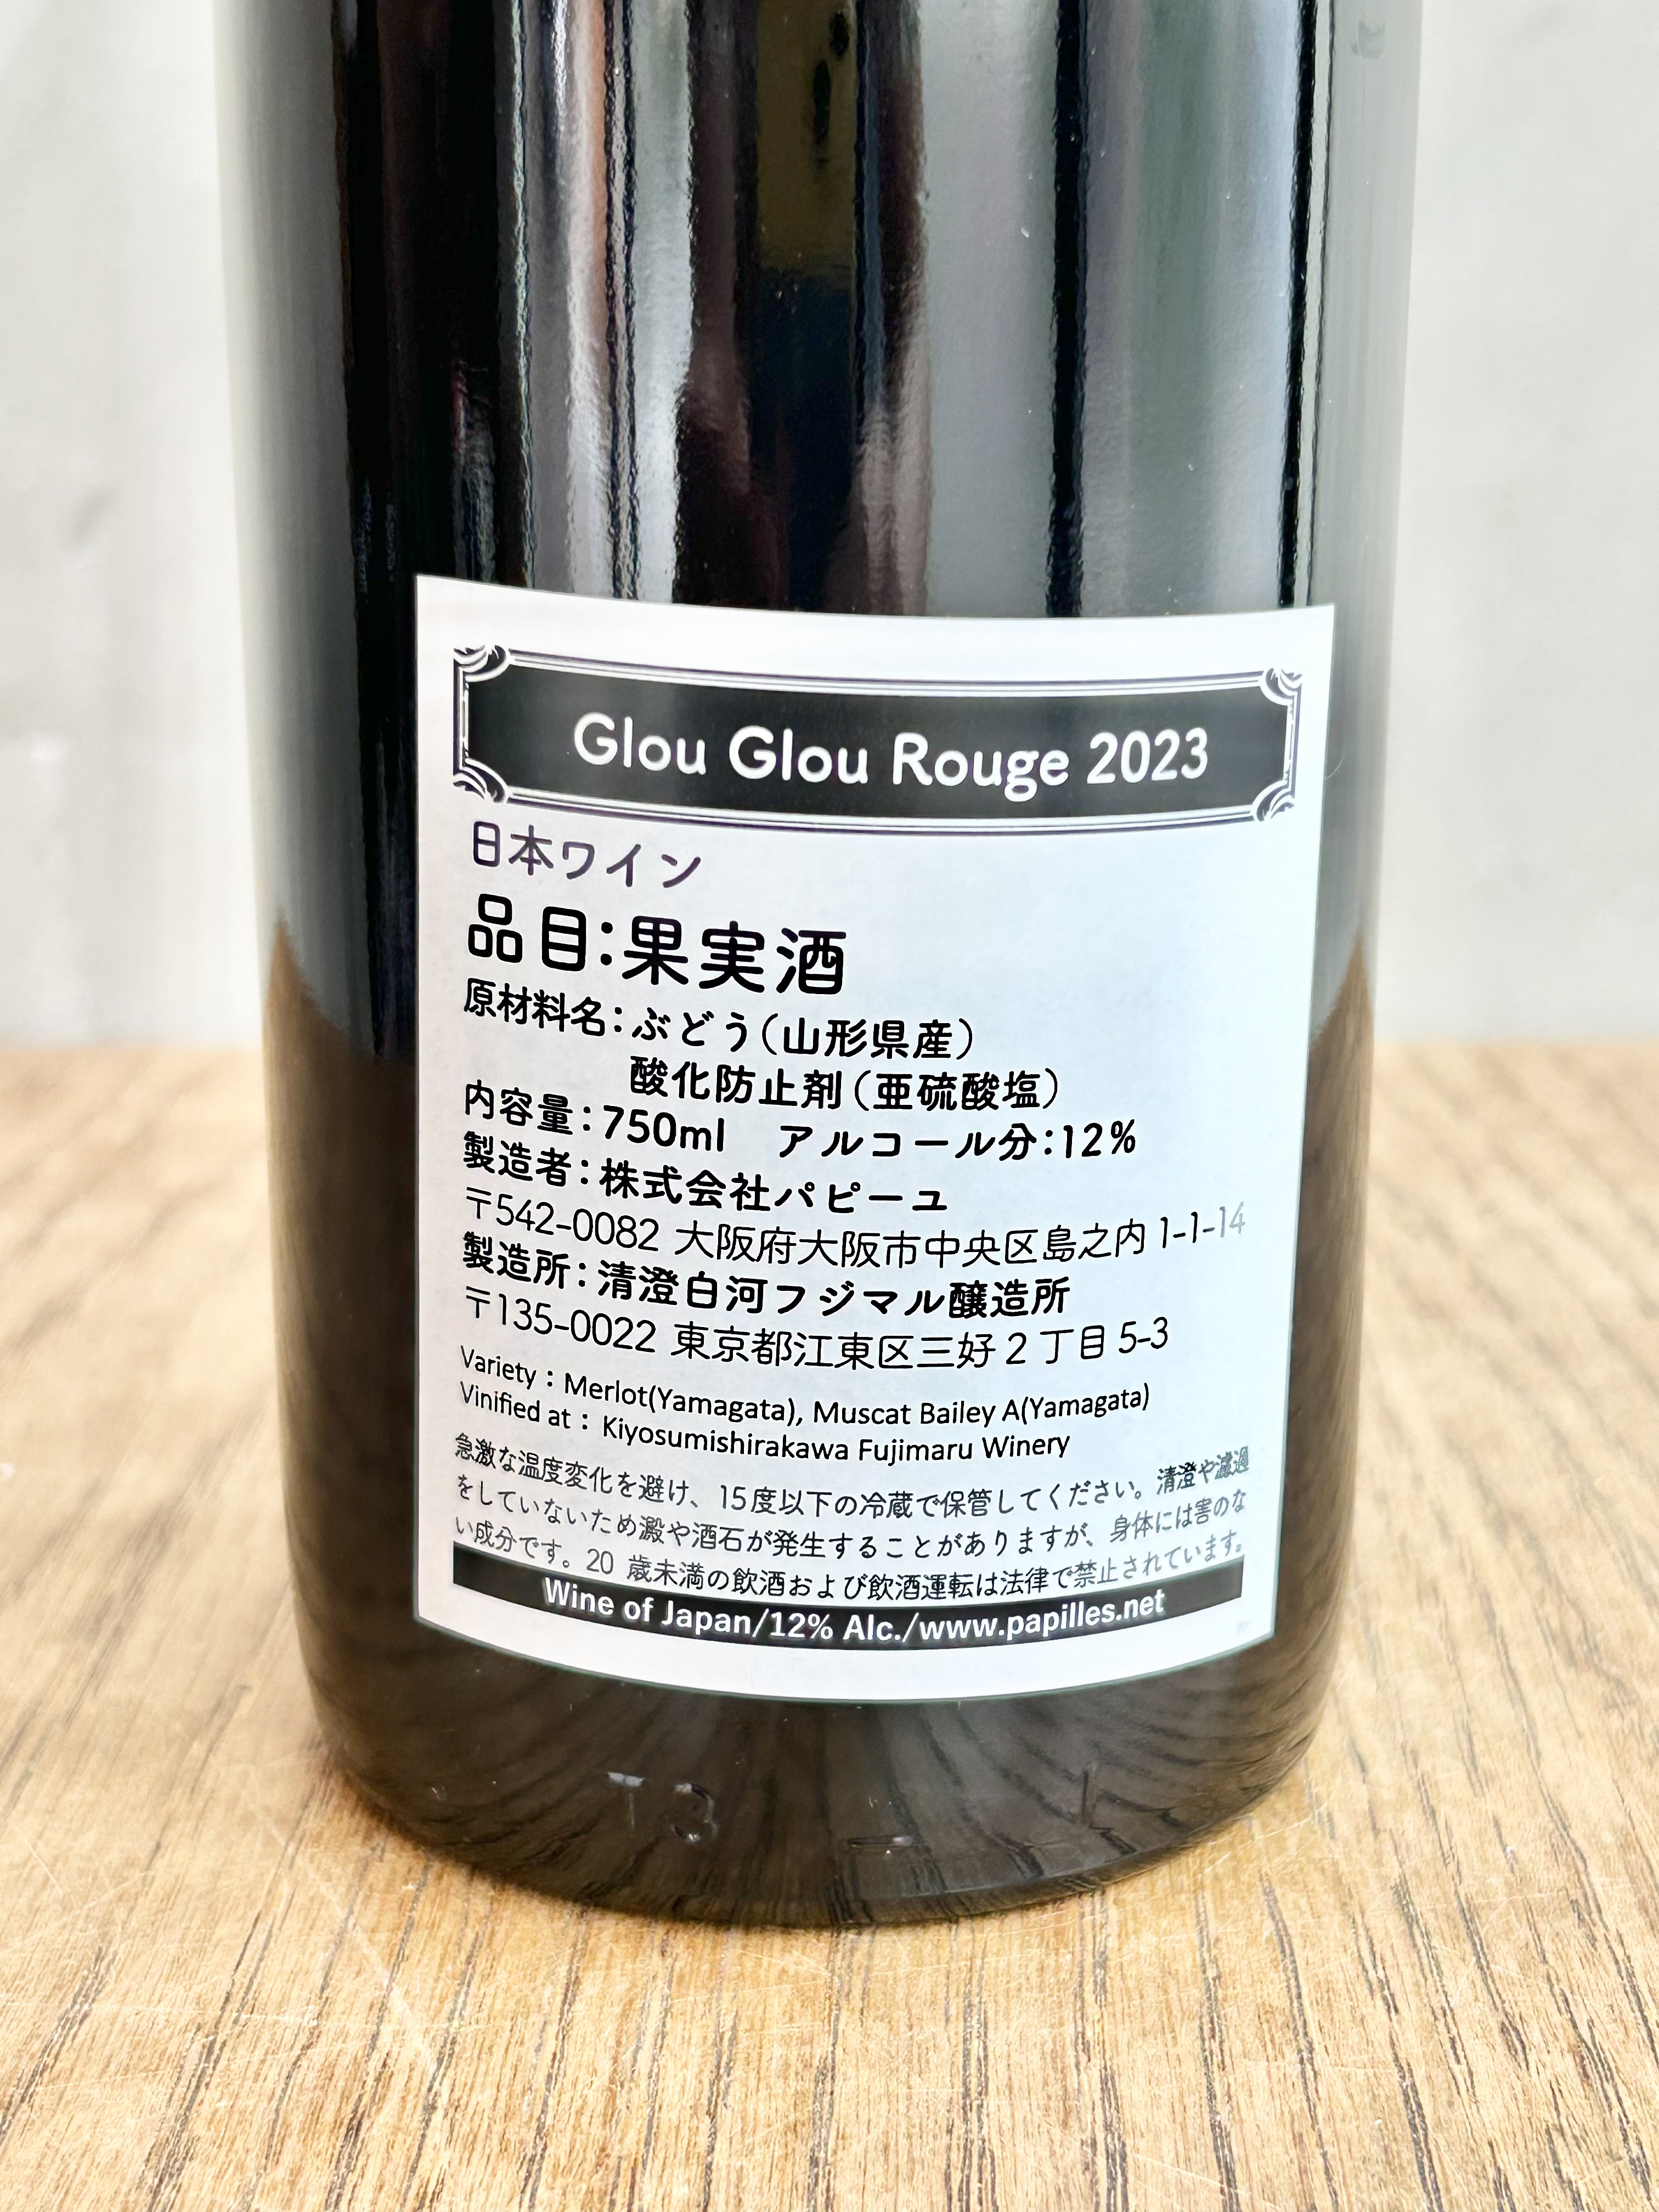 Glou Glou Rouge 2023
日本ワイン
品目:果実酒
原材料名:ぶどう(山形県産)
酸化防止剤(亜硫酸塩)
内容量:750ml アルコール分:12%
製造者:株式会社パピーユ
〒542-0082 大阪府大阪市中央区島之内 1-1-14
製造所:清澄白河フジマル醸造所
〒135-0022 東京都江東区三好 2 丁目 5-3
Variety : Merlot(Yamagata), Muscat Bailey A(Yamagata)
Vinified at : Kiyosumishirakawa Fujimaru Winery
急激な温度変化を避け、15度以下の冷蔵で保管してください。清澄や濾過
をしていないため澱や酒石が発生することがありますが、身体には害のな
い成分です。20 歳未満の飲酒および飲酒運転は法律で禁止されています。
Wine of Japan/12% Alc./www.papilles.net